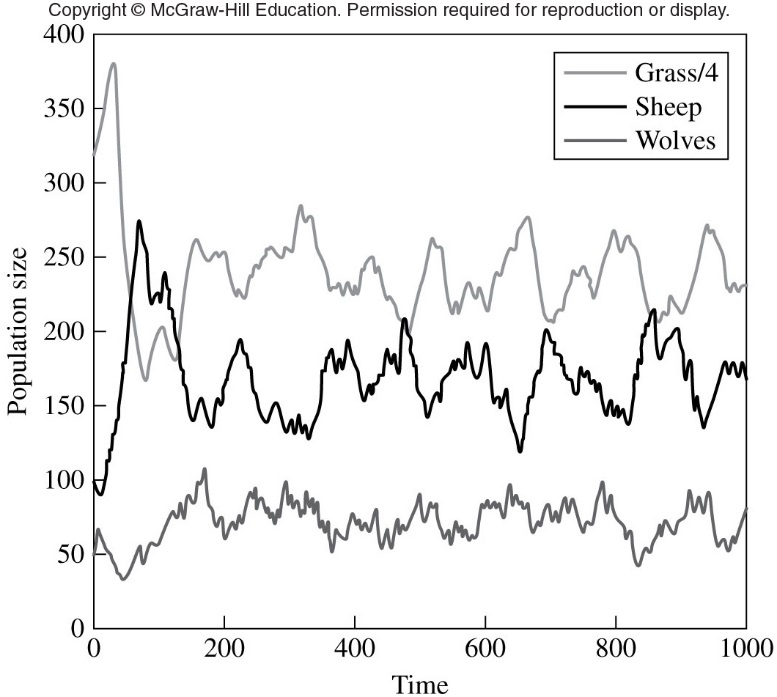 Copyright © McGraw-Hill Education. Permission required for reproduction or display.
400
350
300
250
200
150
100
50
0
Population size
Grass/4
Sheep
Wolves
0 200 400 600 800 1000
Time